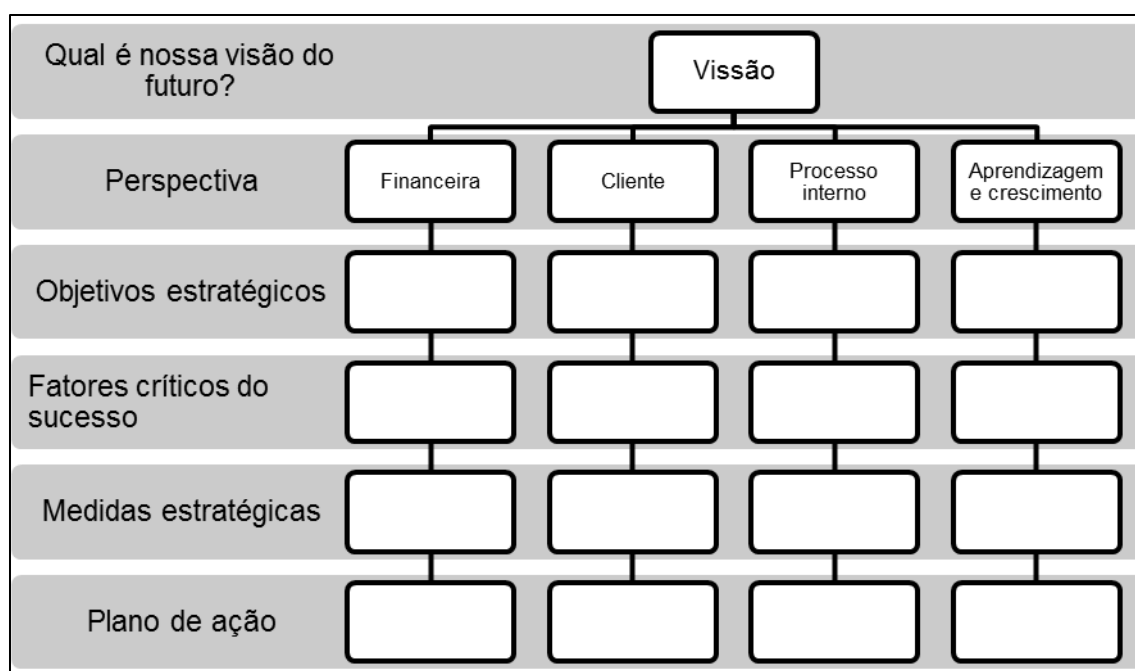 Qual é nossa visão do
futuro?
Vissão
Perspectiva
Financeira
Cliente
Processo
interno
Aprendizagem
e crescimento
Objetivos estratégicos
Fatores críticos do
sucesso
Medidas estratégicas
Plano de ação